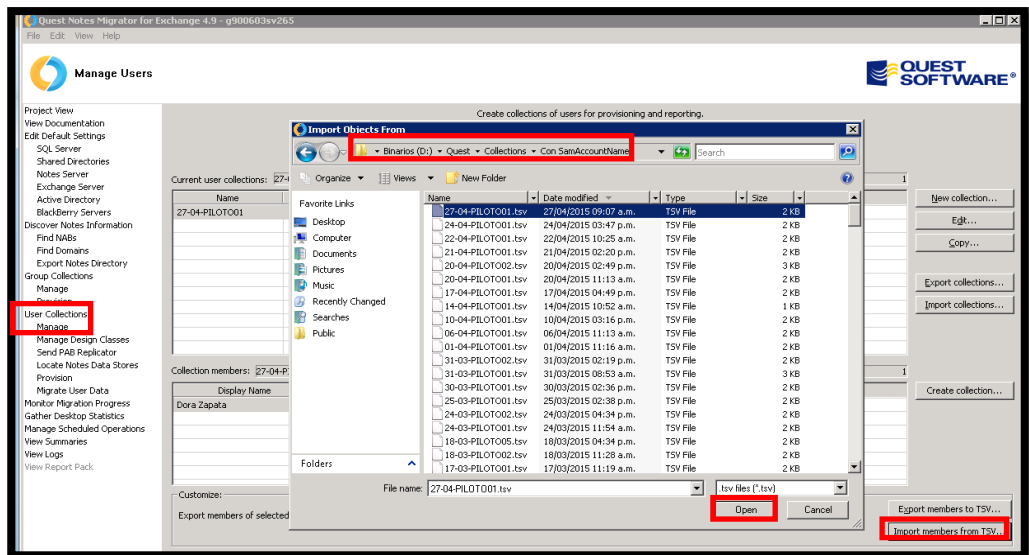 Quest Notes Migrator for Exchange 4.9 - g900603sv265
File Edit View Help
Manage Users
QUEST
SOFTWARE®
Project View
View Documentation
Edit Default Settings
SQL Server
Shared Directories
Notes Server
Exchange Server
Active Directory
BlackBerry Servers
Discover Notes Information
Find NABs
Find Domains
Export Notes Directory
Group Collections
Manage
Provision
User Collections
Manage
Manage Design Classes
Send PAB Replicator
Locate Notes Data Stores
Provision
Migrate User Data
Monitor Migration Progress
Gather Desktop Statistics
Manage Scheduled Operations
View Summaries
View Logs
View Report Pack
Create collections of users for provisioning and reporting.
Current user collections: 27-
1
Name
27-04-PILOTO01
New collection...
Edit...
Copy...
Export collections...
Import collections...
Collection members: 27-04-P
1
Display Name
Dora Zapata
Create collection...
Customize:
Export members of selected
Export members to TSV...
Import members from TSV...
Import Objects From
Binarios (D:) Quest Collections Con SamAccountName
Search
Organize Views New Folder
Favorite Links
Desktop
Computer
Documents
Pictures
Music
Recently Changed
Searches
Public
Folders
Name Date modified Type Size
27-04-PILOTO01.tsv 27/04/2015 09:07 a.m. TSV File 2 KB
24-04-PILOTO01.tsv 24/04/2015 03:47 p.m. TSV File 2 KB
22-04-PILOTO01.tsv 22/04/2015 10:25 a.m. TSV File 2 KB
21-04-PILOTO01.tsv 21/04/2015 02:20 p.m. TSV File 2 KB
20-04-PILOTO02.tsv 20/04/2015 02:49 p.m. TSV File 3 KB
20-04-PILOTO01.tsv 20/04/2015 11:13 a.m. TSV File 2 KB
17-04-PILOTO01.tsv 17/04/2015 04:49 p.m. TSV File 2 KB
14-04-PILOTO01.tsv 14/04/2015 10:52 a.m. TSV File 1 KB
10-04-PILOTO01.tsv 10/04/2015 03:16 p.m. TSV File 2 KB
06-04-PILOTO01.tsv 06/04/2015 11:13 a.m. TSV File 2 KB
01-04-PILOTO01.tsv 01/04/2015 11:16 a.m. TSV File 2 KB
31-03-PILOTO02.tsv 31/03/2015 02:19 p.m. TSV File 2 KB
31-03-PILOTO01.tsv 31/03/2015 08:53 a.m. TSV File 3 KB
30-03-PILOTO01.tsv 30/03/2015 02:36 p.m. TSV File 2 KB
25-03-PILOTO01.tsv 25/03/2015 02:38 p.m. TSV File 2 KB
24-03-PILOTO02.tsv 24/03/2015 04:34 p.m. TSV File 2 KB
24-03-PILOTO01.tsv 24/03/2015 11:54 a.m. TSV File 2 KB
18-03-PILOTO05.tsv 18/03/2015 04:34 p.m. TSV File 2 KB
18-03-PILOTO02.tsv 18/03/2015 11:28 a.m. TSV File 2 KB
17-03-PILOTO01.tsv 17/03/2015 11:19 a.m. TSV File 2 KB
File name: 27-04-PILOTO01.tsv
.tsv files (*.tsv)
Open
Cancel